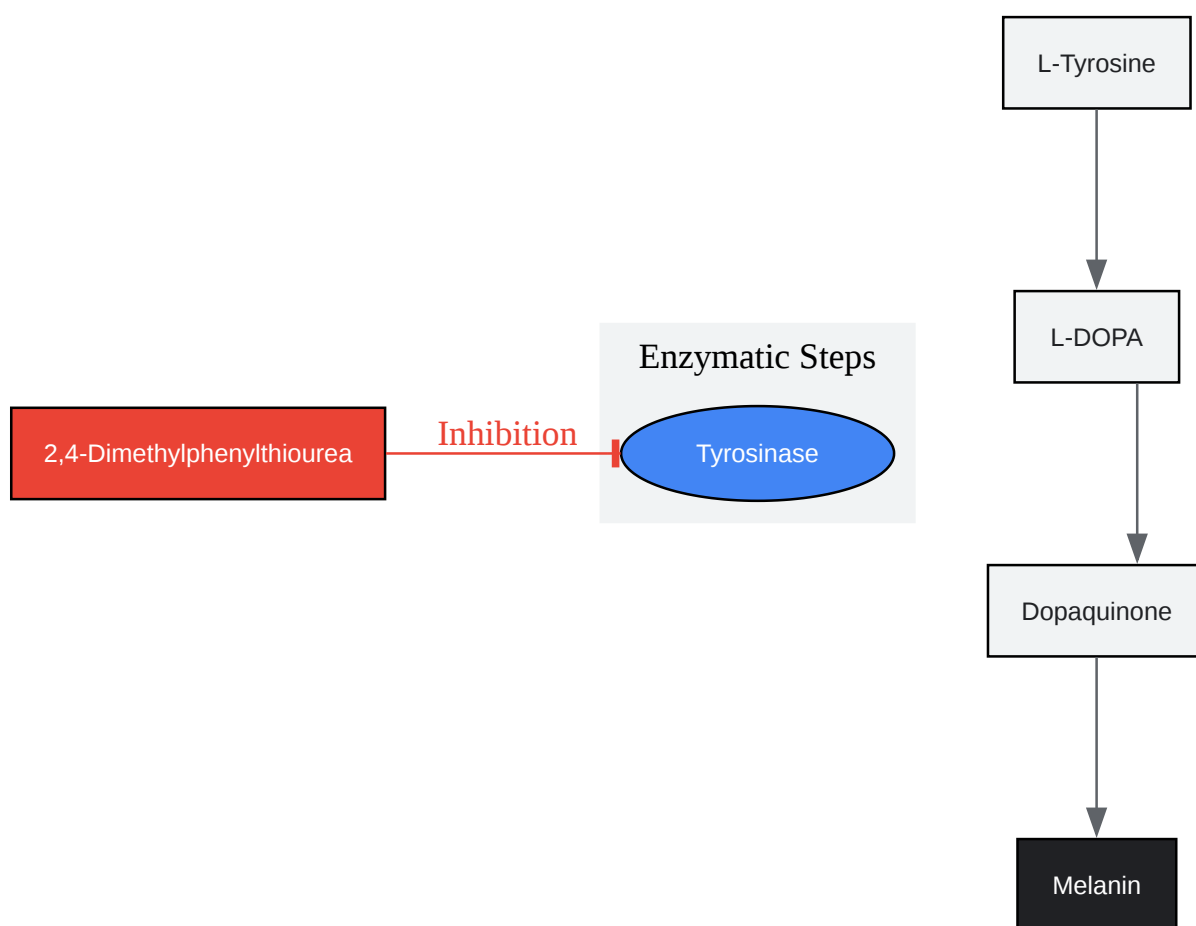 L-Tyrosine
L-DOPA
Enzymatic Steps
2,4-Dimethylphenylthiourea
Inhibition
Tyrosinase
Dopaquinone
Melanin